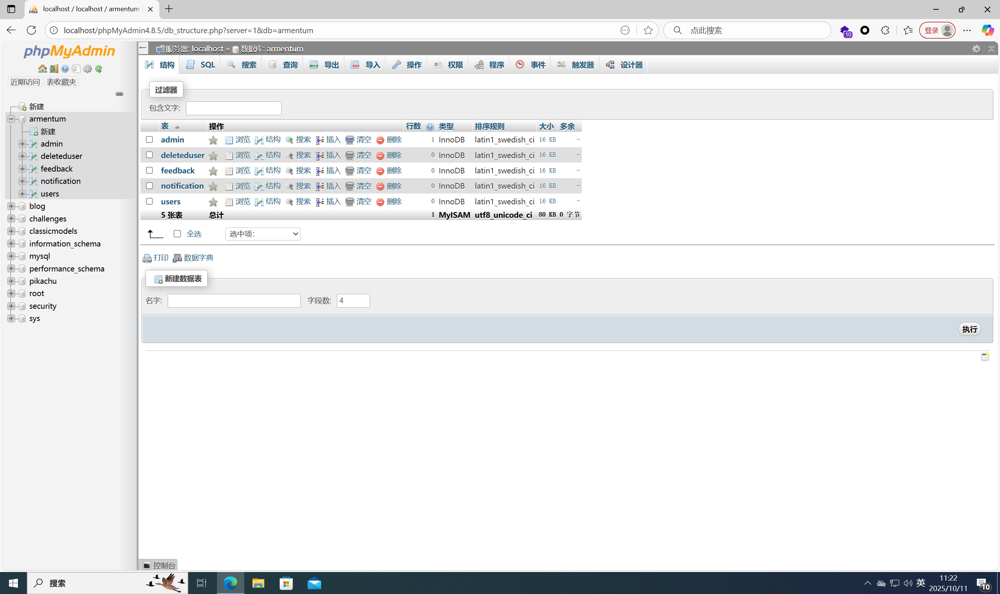 localhost / localhost / armentum
localhost/phpMyAdmin4.8.5/db_structure.php?server=1&db=armentum
点此搜索
10
登录
phpMyAdmin
近期访问 表收藏夹
新建
armentum
新建
admin
deleteduser
feedback
notification
users
blog
challenges
classicmodels
information_schema
mysql
performance_schema
pikachu
root
security
sys
服务器: localhost » 数据库: armentum
结构 SQL 搜索 查询 导出 导入 操作 权限 程序 事件 触发器 设计器
过滤器
包含文字:
表 操作 行数 类型 排序规则 大小 多余
admin 浏览 结构 搜索 插入 清空 删除 1 InnoDB latin1_swedish_ci 16 KB -
deleteduser 浏览 结构 搜索 插入 清空 删除 0 InnoDB latin1_swedish_ci 16 KB -
feedback 浏览 结构 搜索 插入 清空 删除 0 InnoDB latin1_swedish_ci 16 KB -
notification 浏览 结构 搜索 插入 清空 删除 0 InnoDB latin1_swedish_ci 16 KB -
users 浏览 结构 搜索 插入 清空 删除 0 InnoDB latin1_swedish_ci 16 KB -
5 张表 总计 1 MyISAM utf8_unicode_ci 80 KB 0 字节
全选 选中项:
打印 数据字典
新建数据表
名字: 字段数: 4
执行
控制台
搜索
英
11:22
2025/10/11
10